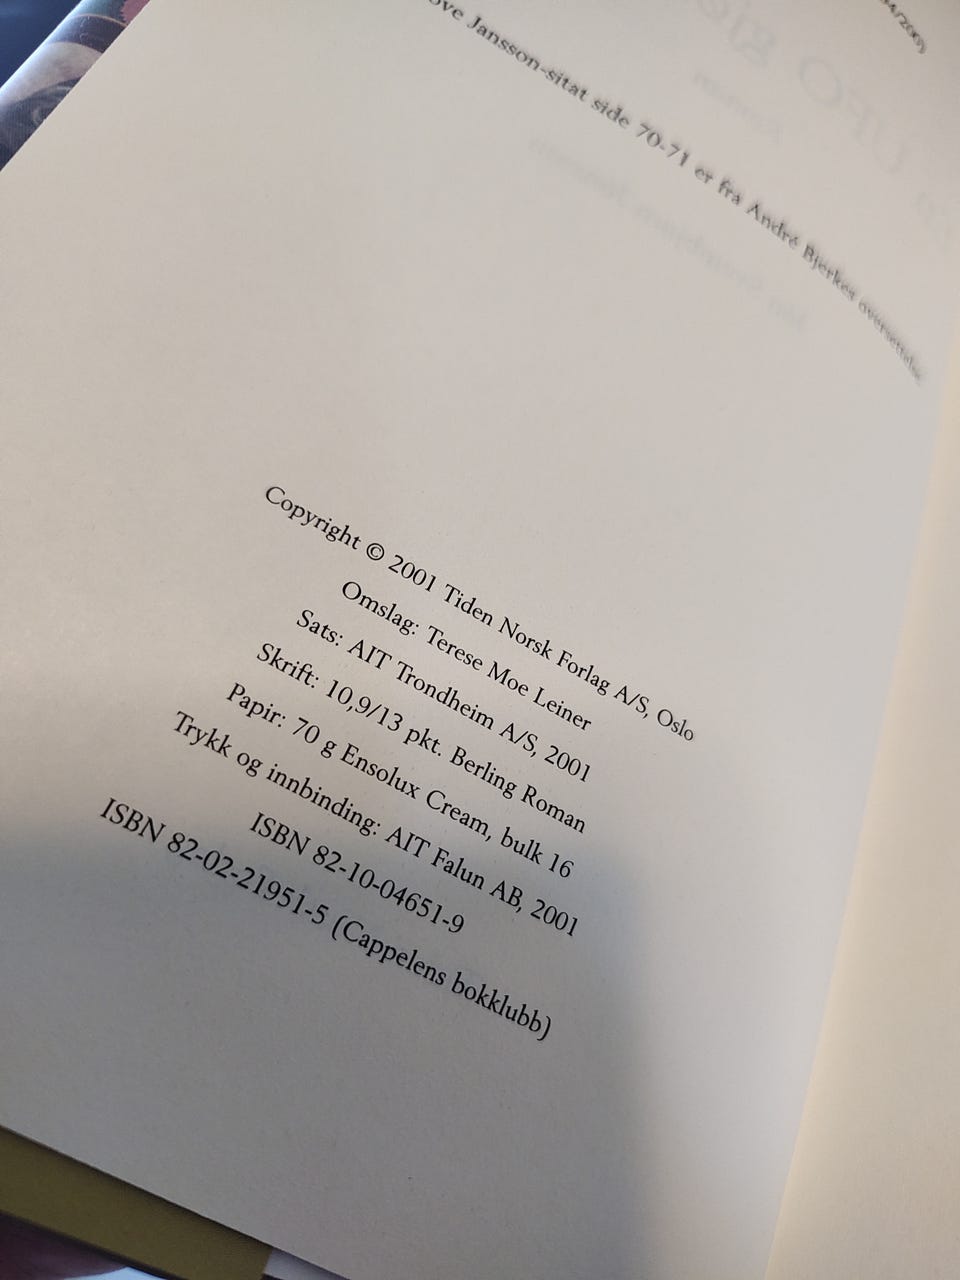 Jansson-sitat side 70-71 er fra André Bjerkes oversettelse
Copyright © 2001 Tiden Norsk Forlag A/S, Oslo
Omslag: Terese Moe Leiner
Sats: AIT Trondheim A/S, 2001
Skrift: 10,9/13 pkt. Berling Roman
Papir: 70 g Ensolux Cream, bulk 16
Trykk og innbinding: AIT Falun AB, 2001
ISBN 82-10-04651-9
ISBN 82-02-21951-5 (Cappelens bokklubb)